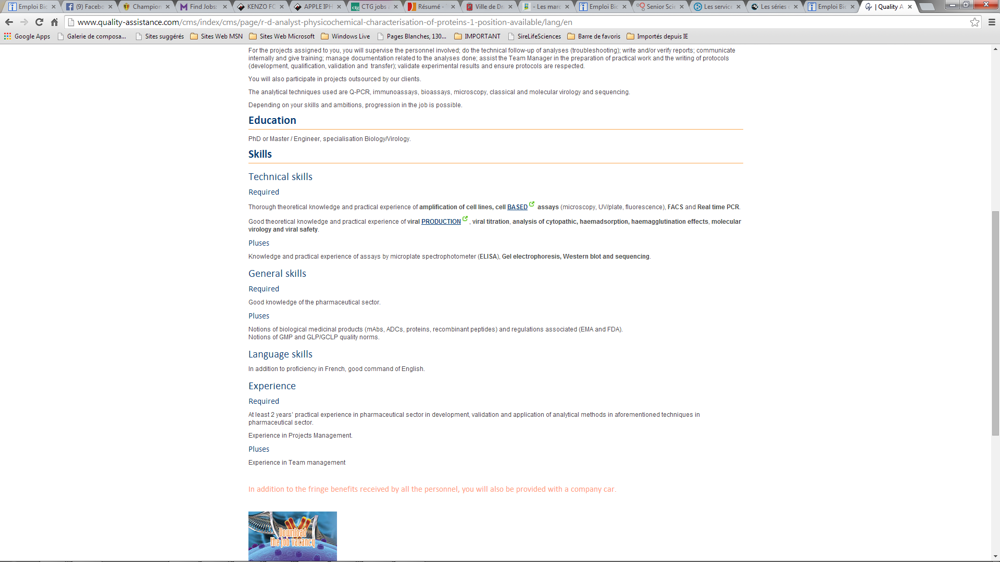 Emploi Bio
(9) Facebo
Champion
Find Jobs:
KENZO FO
APPLE IPH
CTG jobs
Résumé -
Ville de Dr
- Les marc
Emploi Bio
Senior Sci
Les service
Les séries
Emploi Bio
| Quality A
www.quality-assistance.com/cms/index/cms/page/r-d-analyst-physicochemical-characterisation-of-proteins-1-position-available/lang/en
Google Apps
Galerie de composa...
Sites suggérés
Sites Web MSN
Sites Web Microsoft
Windows Live
Pages Blanches, 130...
IMPORTANT
SireLifeSciences
Barre de favoris
Importés depuis IE
For the projects assigned to you, you will supervise the personnel involved; do the technical follow-up of analyses (troubleshooting); write and/or verify reports; communicate
internally and give training; manage documentation related to the analyses done; assist the Team Manager in the preparation of practical work and the writing of protocols
(development, qualification, validation and transfer); validate experimental results and ensure protocols are respected.
You will also participate in projects outsourced by our clients.
The analytical techniques used are Q-PCR, immunoassays, bioassays, microscopy, classical and molecular virology and sequencing.
Depending on your skills and ambitions, progression in the job is possible.
Education
PhD or Master / Engineer, specialisation Biology/Virology.
Skills
Technical skills
Required
Thorough theoretical knowledge and practical experience of amplification of cell lines, cell BASED assays (microscopy, UV/plate, fluorescence), FACS and Real time PCR.
Good theoretical knowledge and practical experience of viral PRODUCTION , viral titration, analysis of cytopathic, haemadsorption, haemagglutination effects, molecular
virology and viral safety.
Pluses
Knowledge and practical experience of assays by microplate spectrophotometer (ELISA), Gel electrophoresis, Western blot and sequencing.
General skills
Required
Good knowledge of the pharmaceutical sector.
Pluses
Notions of biological medicinal products (mAbs, ADCs, proteins, recombinant peptides) and regulations associated (EMA and FDA).
Notions of GMP and GLP/GCLP quality norms.
Language skills
In addition to proficiency in French, good command of English.
Experience
Required
At least 2 years' practical experience in pharmaceutical sector in development, validation and application of analytical methods in aforementioned techniques in
pharmaceutical sector.
Experience in Projects Management.
Pluses
Experience in Team management
In addition to the fringe benefits received by all the personnel, you will also be provided with a company car.
Download
the job vacancy